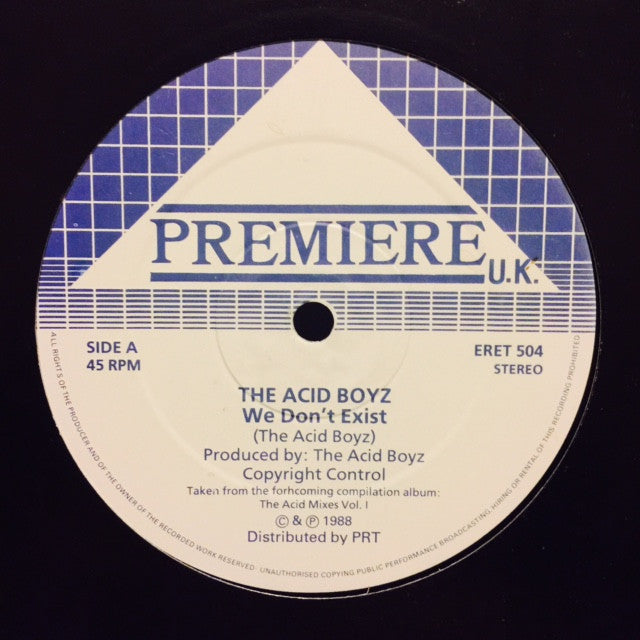 PREMIERE
U.K.
SIDE A
45 RPM
ERET 504
STEREO
THE ACID BOYZ
We Don't Exist
(The Acid Boyz)
Produced by: The Acid Boyz
Copyright Control
Taken from the forthcoming compilation album:
The Acid Mixes Vol. I
© & ℗ 1988
Distributed by PRT
ALL RIGHTS OF THE PRODUCER AND OF THE OWNER OF THE RECORDED WORK RESERVED: UNAUTHORISED COPYING PUBLIC PERFORMANCE BROADCASTING, HIRING OR RENTAL OF THIS RECORDING PROHIBITED